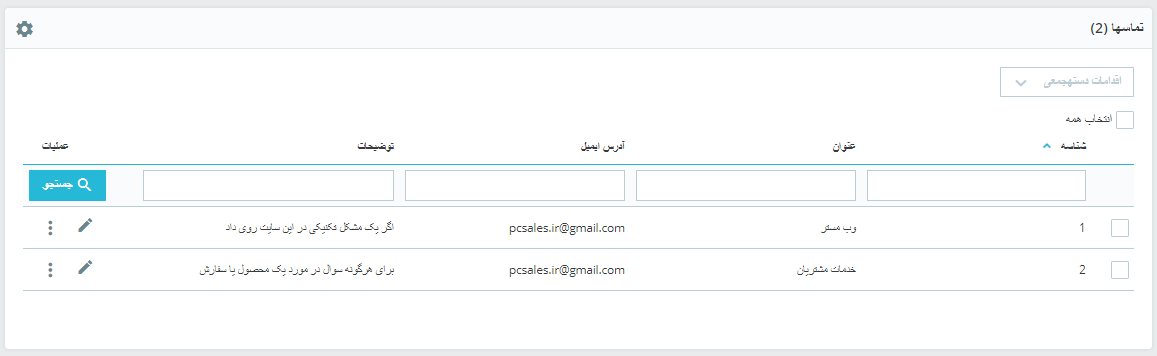 تماسها (2)
اقدامات دستهجمعی
انتخاب همه
شناسه عنوان آدرس ایمیل توضیحات عملیات
جستجو
1 وب مستر pcsales.ir@gmail.com اگر یک مشکل تکنیکی در این سایت روی داد
2 خدمات مشتریان pcsales.ir@gmail.com برای هرگونه سوال در مورد یک محصول یا سفارش